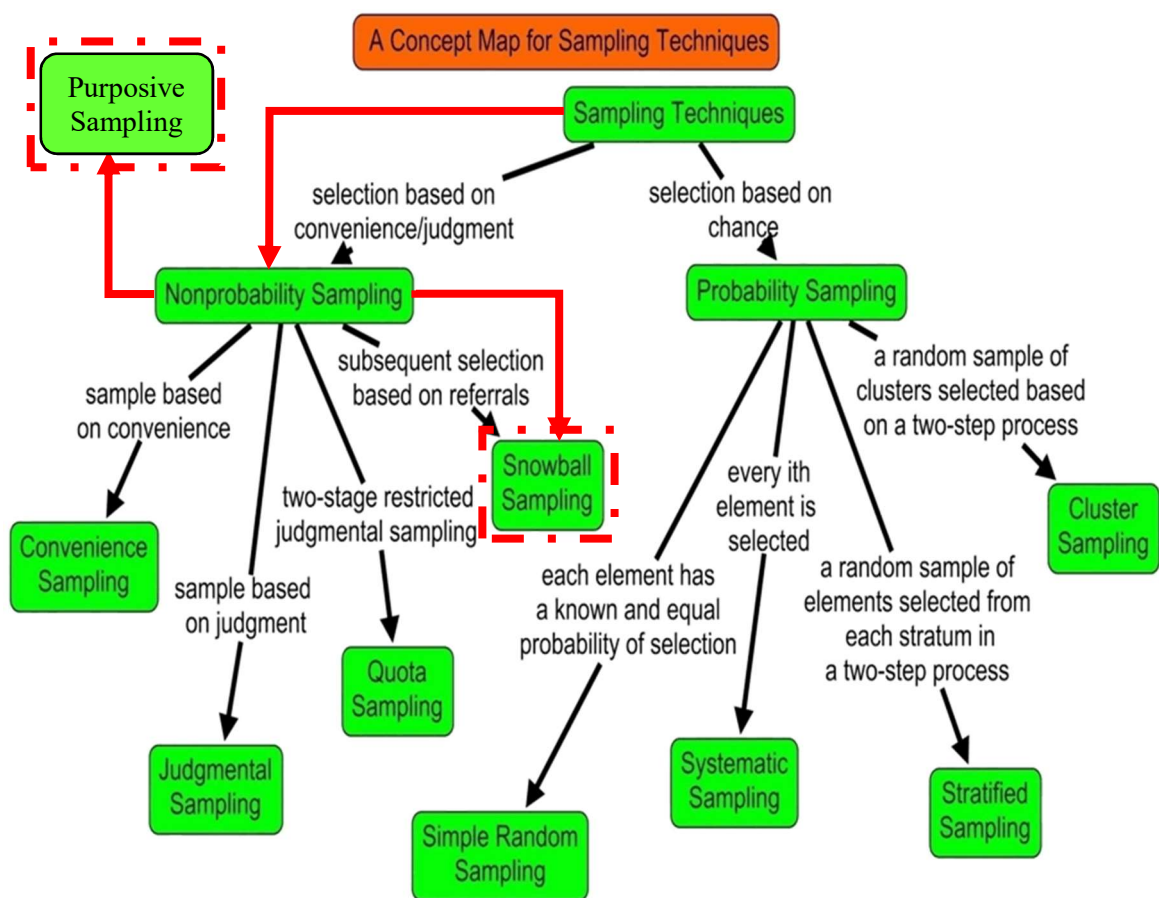 A Concept Map for Sampling Techniques
Purposive
Sampling
Sampling Techniques
selection based on
convenience/judgment
selection based on
chance
Nonprobability Sampling
Probability Sampling
sample based
on convenience
subsequent selection
based on referrals
a random sample of
clusters selected based
on a two-step process
Snowball
Sampling
every ith
element is
selected
two-stage restricted
judgmental sampling
Cluster
Sampling
Convenience
Sampling
sample based
on judgment
each element has
a known and equal
probability of selection
a random sample of
elements selected from
each stratum in
a two-step process
Quota
Sampling
Judgmental
Sampling
Systematic
Sampling
Stratified
Sampling
Simple Random
Sampling